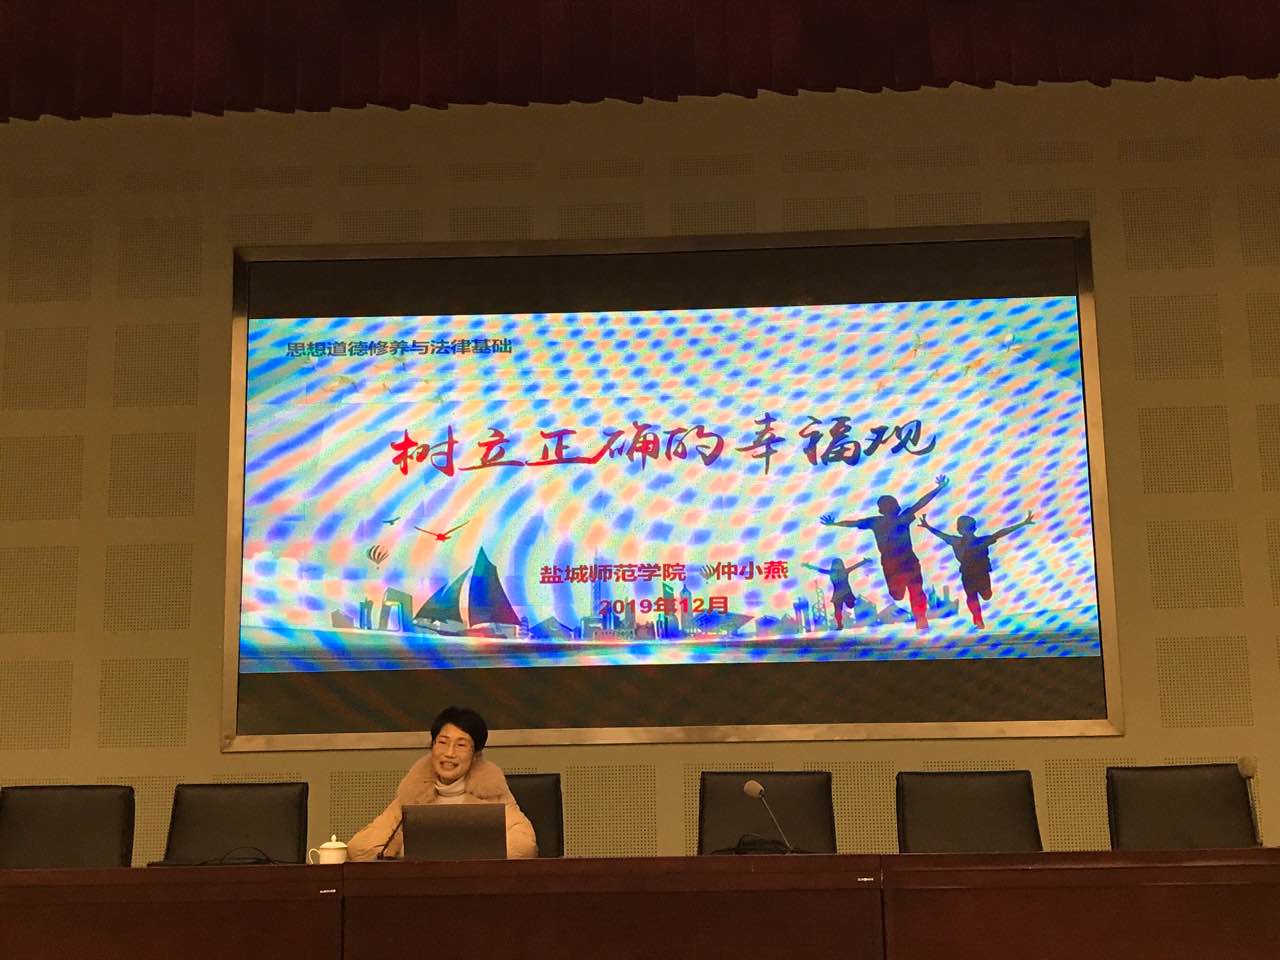 思想道德修养与法律基础
树立正确的幸福观
盐城师范学院 仲小燕
2019年12月